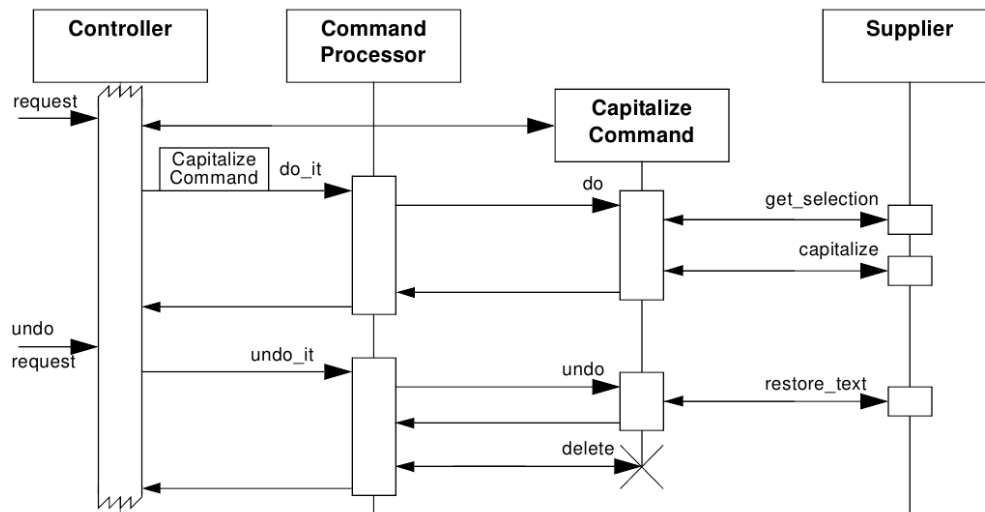 Controller
Command
Processor
Supplier
request
Capitalize
Command
Capitalize
Command
do_it
do
get_selection
capitalize
undo
request
undo_it
undo
restore_text
delete